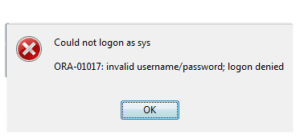 Could not logon as sys
ORA-01017: invalid username/password; logon denied
OK